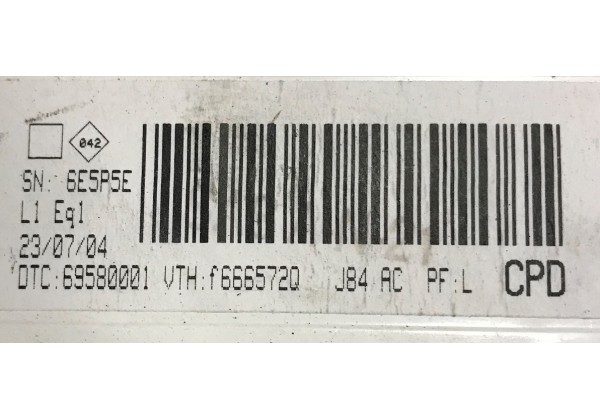 042
SN: 6E5P5E
L1 Eq1
23/07/04
DTC:69580001 VTH:f666572Q J84 AC PF:L CPD